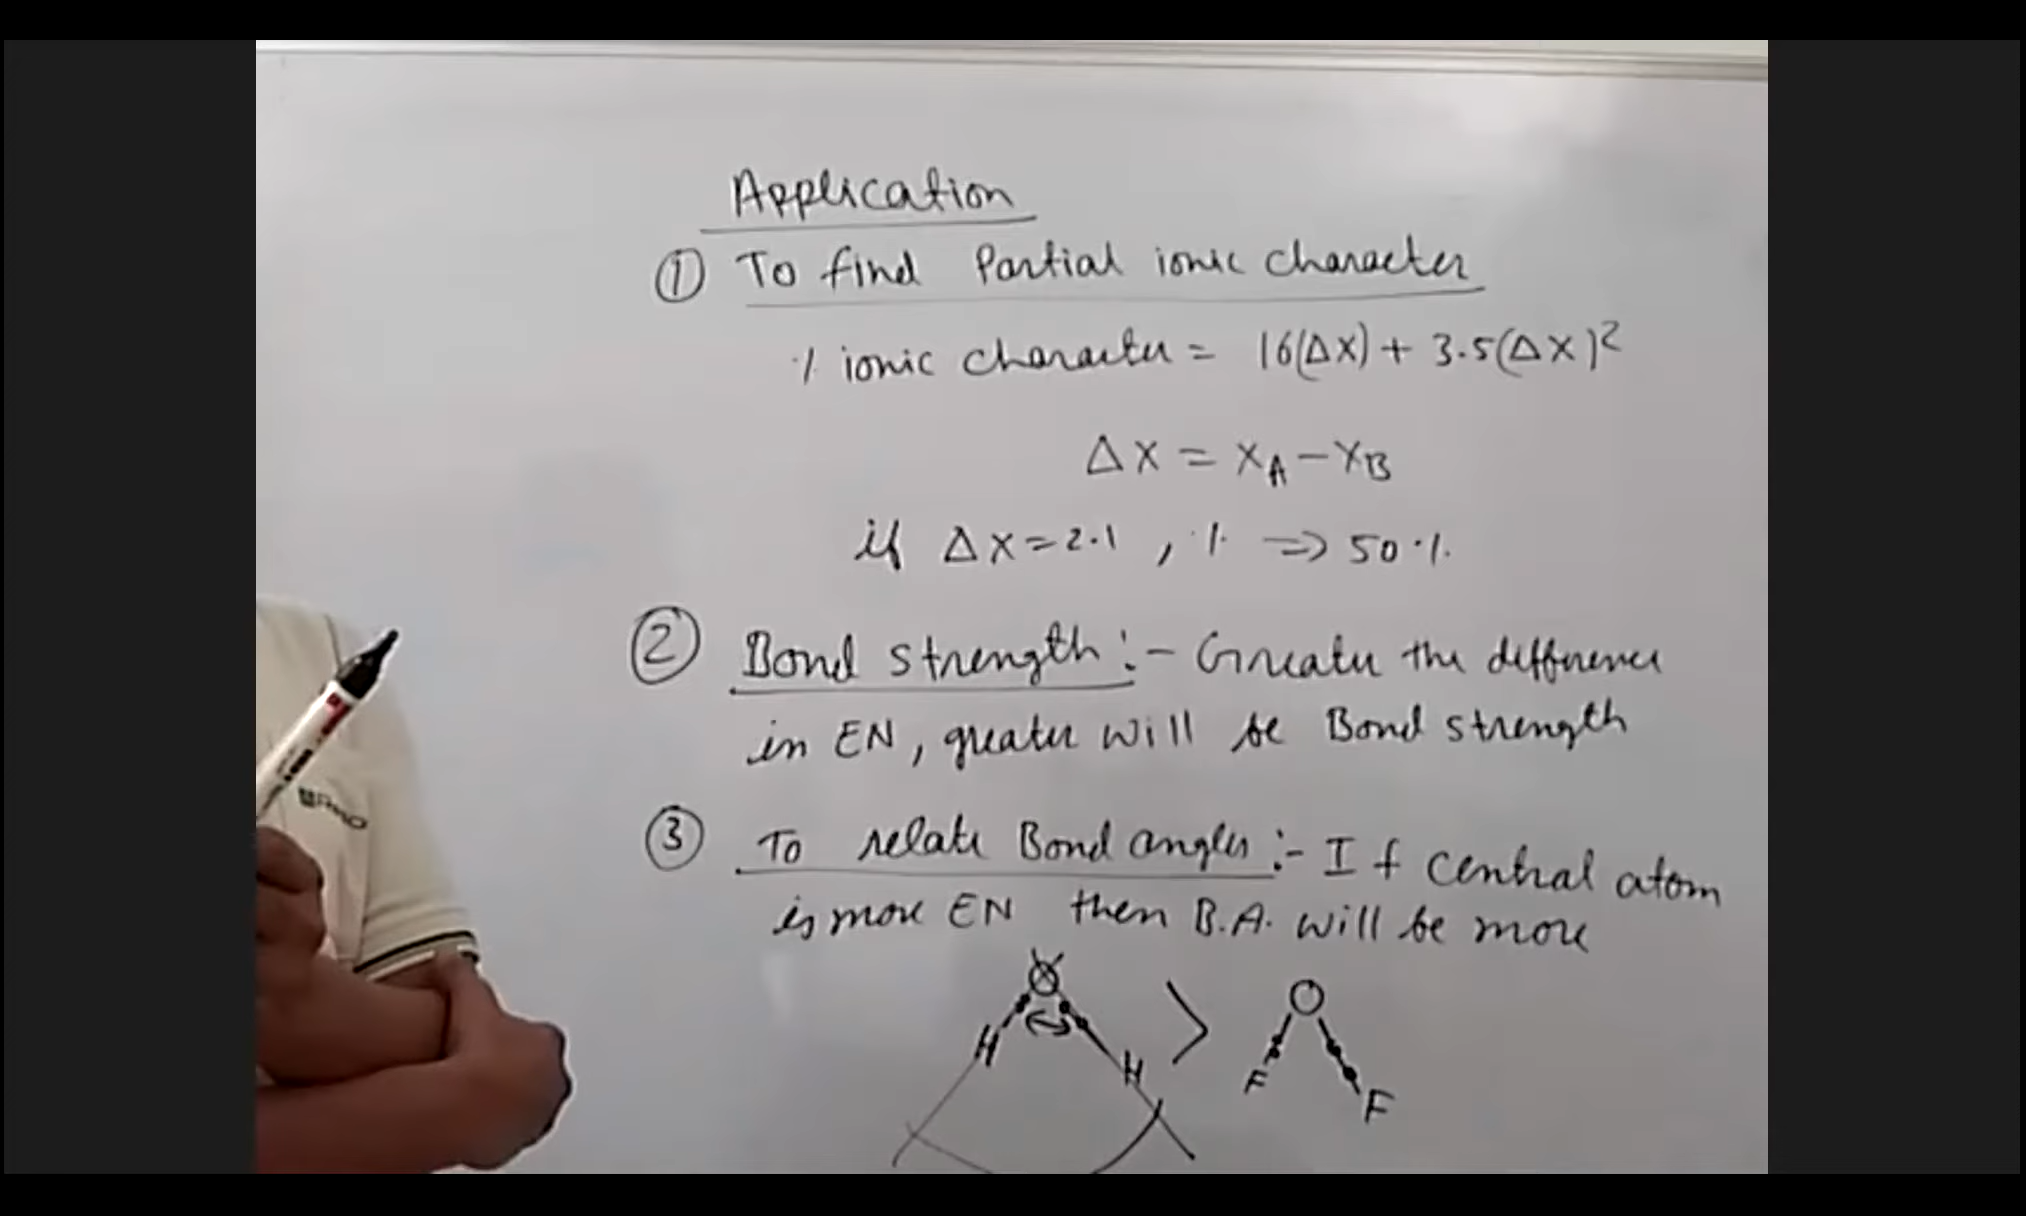 Application
① To find Partial ionic character
% ionic character = 16(ΔX) + 3.5(ΔX)²
ΔX = XA – XB
if ΔX = 2.1 , % ⇒ 50 %
② Bond strength :- Greater the difference
in EN, greater will be Bond strength
③ To relate Bond angles :- If Central atom
is more EN then B.A. will be more
O > O
H H F F